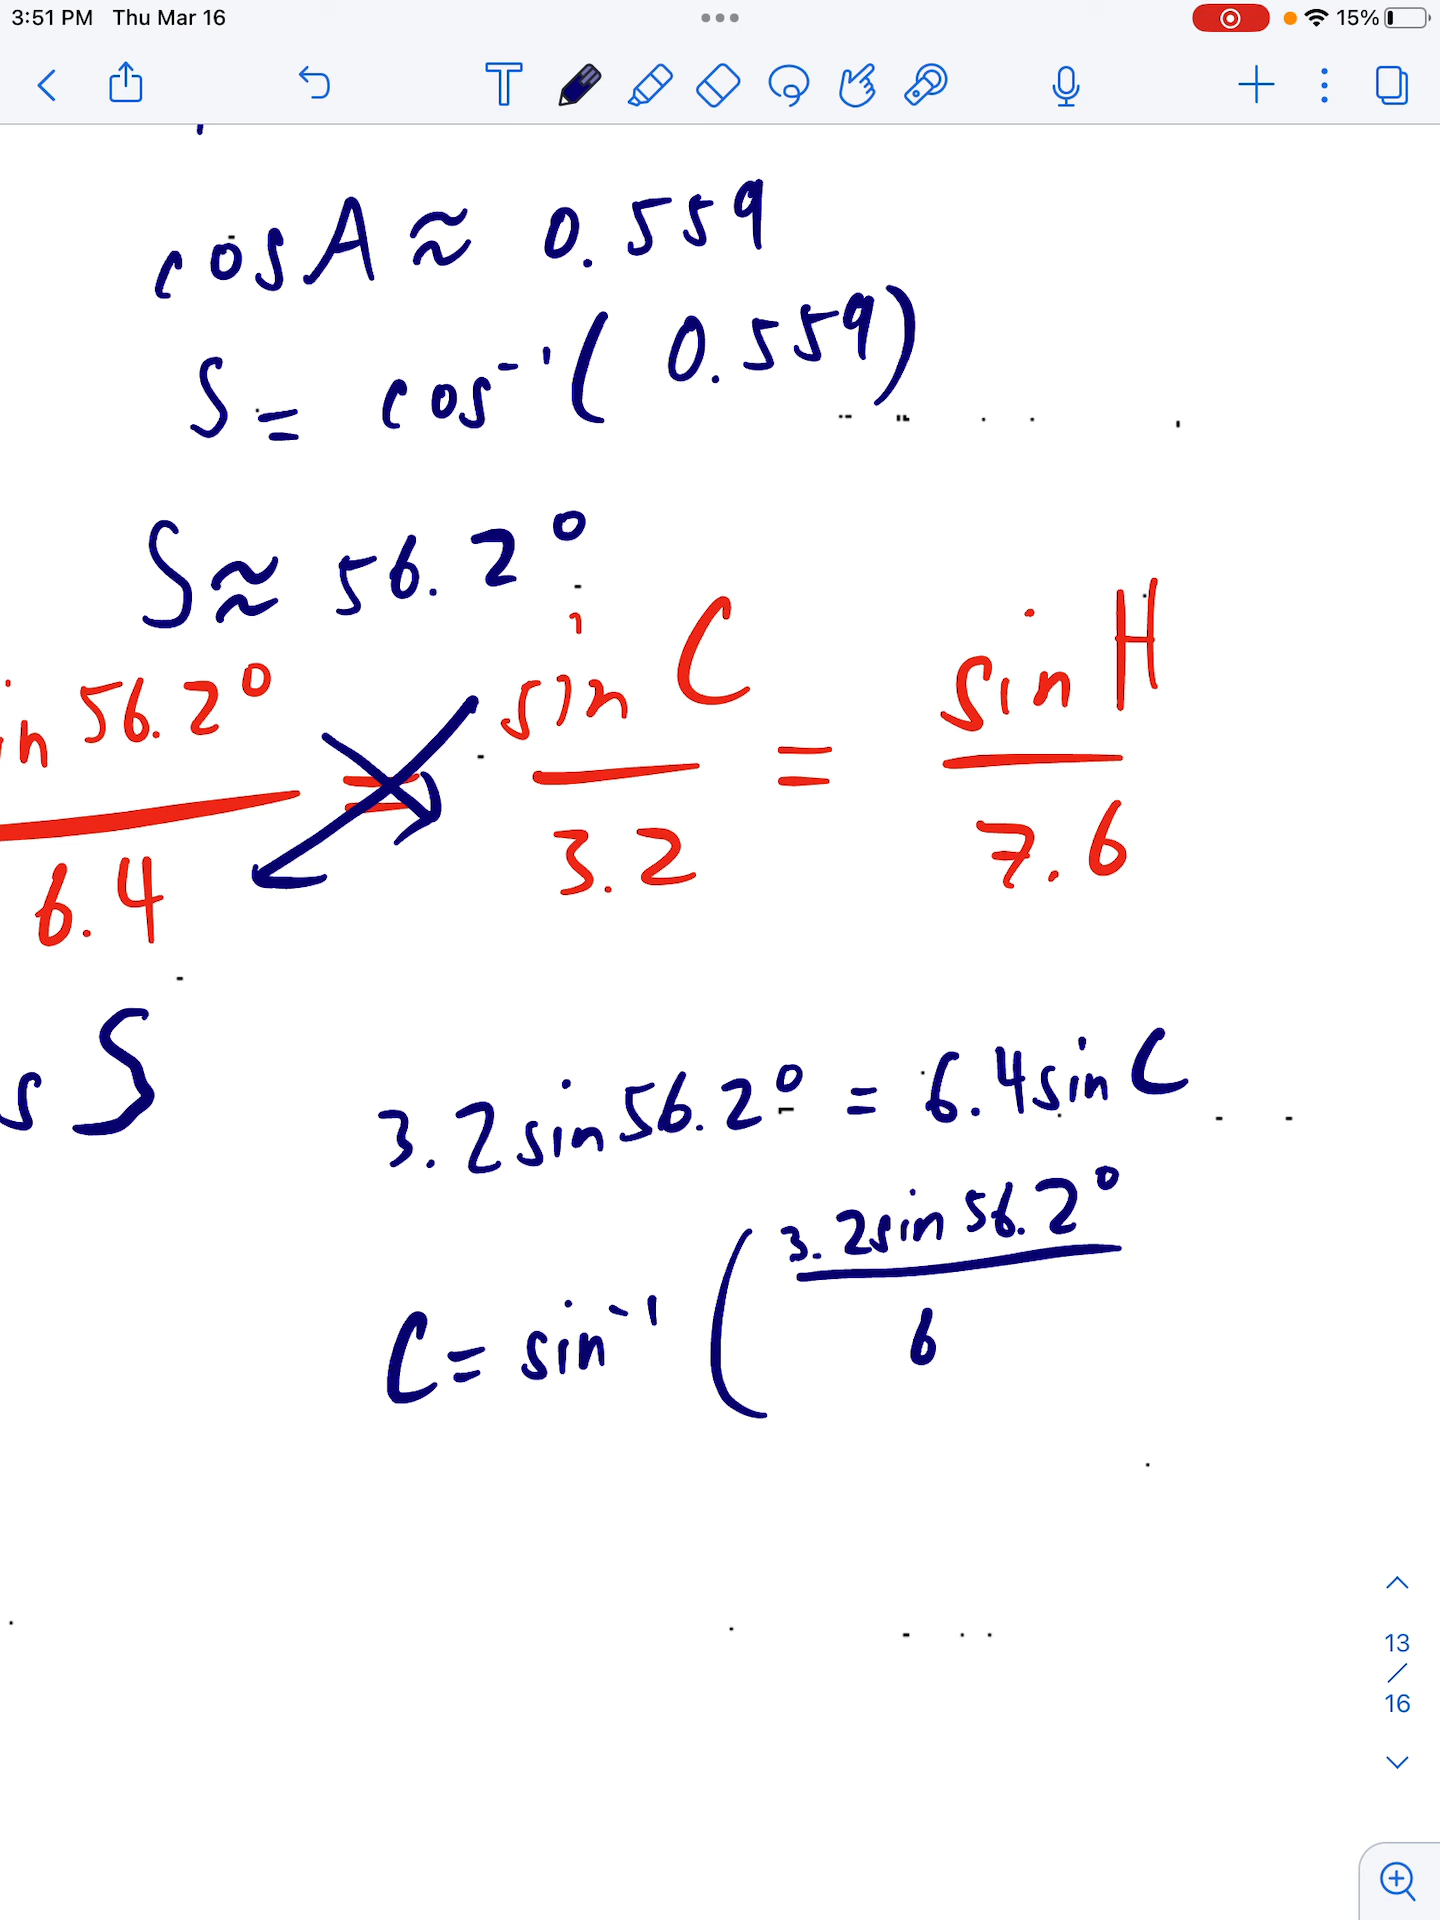 3:51 PM Thu Mar 16
15%
T
cos A ≈ 0.559
S = cos⁻¹(0.559)
S ≈ 56.2°
in 56.2° / 6.4 = sin C / 3.2 = sin H / 7.6
s S
3.2 sin 56.2° = 6.4 sin C
C = sin⁻¹ ( 3.2 sin 56.2° / 6
13
/
16